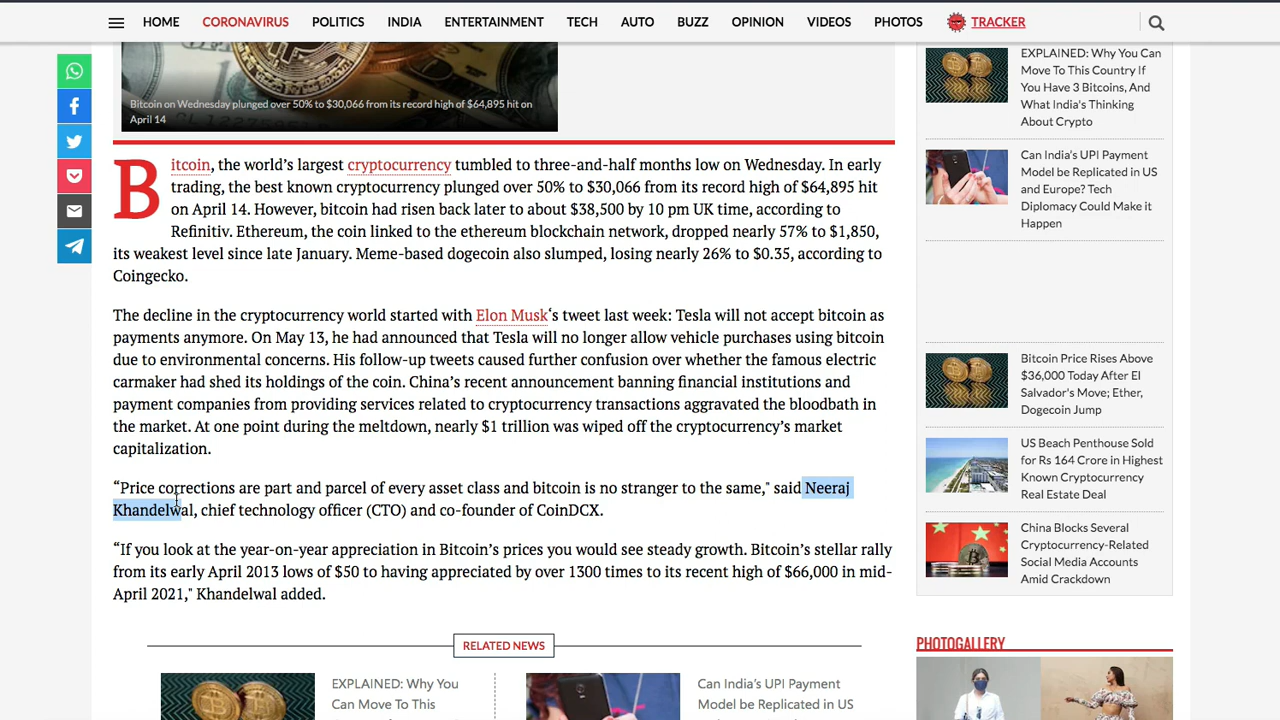 HOME CORONAVIRUS POLITICS INDIA ENTERTAINMENT TECH AUTO BUZZ OPINION VIDEOS PHOTOS TRACKER
Bitcoin on Wednesday plunged over 50% to $30,066 from its record high of $64,895 hit on
April 14
Bitcoin, the world's largest cryptocurrency tumbled to three-and-half months low on Wednesday. In early
trading, the best known cryptocurrency plunged over 50% to $30,066 from its record high of $64,895 hit
on April 14. However, bitcoin had risen back later to about $38,500 by 10 pm UK time, according to
Refinitiv. Ethereum, the coin linked to the ethereum blockchain network, dropped nearly 57% to $1,850,
its weakest level since late January. Meme-based dogecoin also slumped, losing nearly 26% to $0.35, according to
Coingecko.
The decline in the cryptocurrency world started with Elon Musk‘s tweet last week: Tesla will not accept bitcoin as
payments anymore. On May 13, he had announced that Tesla will no longer allow vehicle purchases using bitcoin
due to environmental concerns. His follow-up tweets caused further confusion over whether the famous electric
carmaker had shed its holdings of the coin. China's recent announcement banning financial institutions and
payment companies from providing services related to cryptocurrency transactions aggravated the bloodbath in
the market. At one point during the meltdown, nearly $1 trillion was wiped off the cryptocurrency's market
capitalization.
“Price corrections are part and parcel of every asset class and bitcoin is no stranger to the same," said Neeraj
Khandelwal, chief technology officer (CTO) and co-founder of CoinDCX.
“If you look at the year-on-year appreciation in Bitcoin's prices you would see steady growth. Bitcoin's stellar rally
from its early April 2013 lows of $50 to having appreciated by over 1300 times to its recent high of $66,000 in mid-
April 2021," Khandelwal added.
RELATED NEWS
EXPLAINED: Why You
Can Move To This
Can India's UPI Payment
Model be Replicated in US
EXPLAINED: Why You Can
Move To This Country If
You Have 3 Bitcoins, And
What India's Thinking
About Crypto
Can India's UPI Payment
Model be Replicated in US
and Europe? Tech
Diplomacy Could Make it
Happen
Bitcoin Price Rises Above
$36,000 Today After El
Salvador's Move; Ether,
Dogecoin Jump
US Beach Penthouse Sold
for Rs 164 Crore in Highest
Known Cryptocurrency
Real Estate Deal
China Blocks Several
Cryptocurrency-Related
Social Media Accounts
Amid Crackdown
PHOTOGALLERY